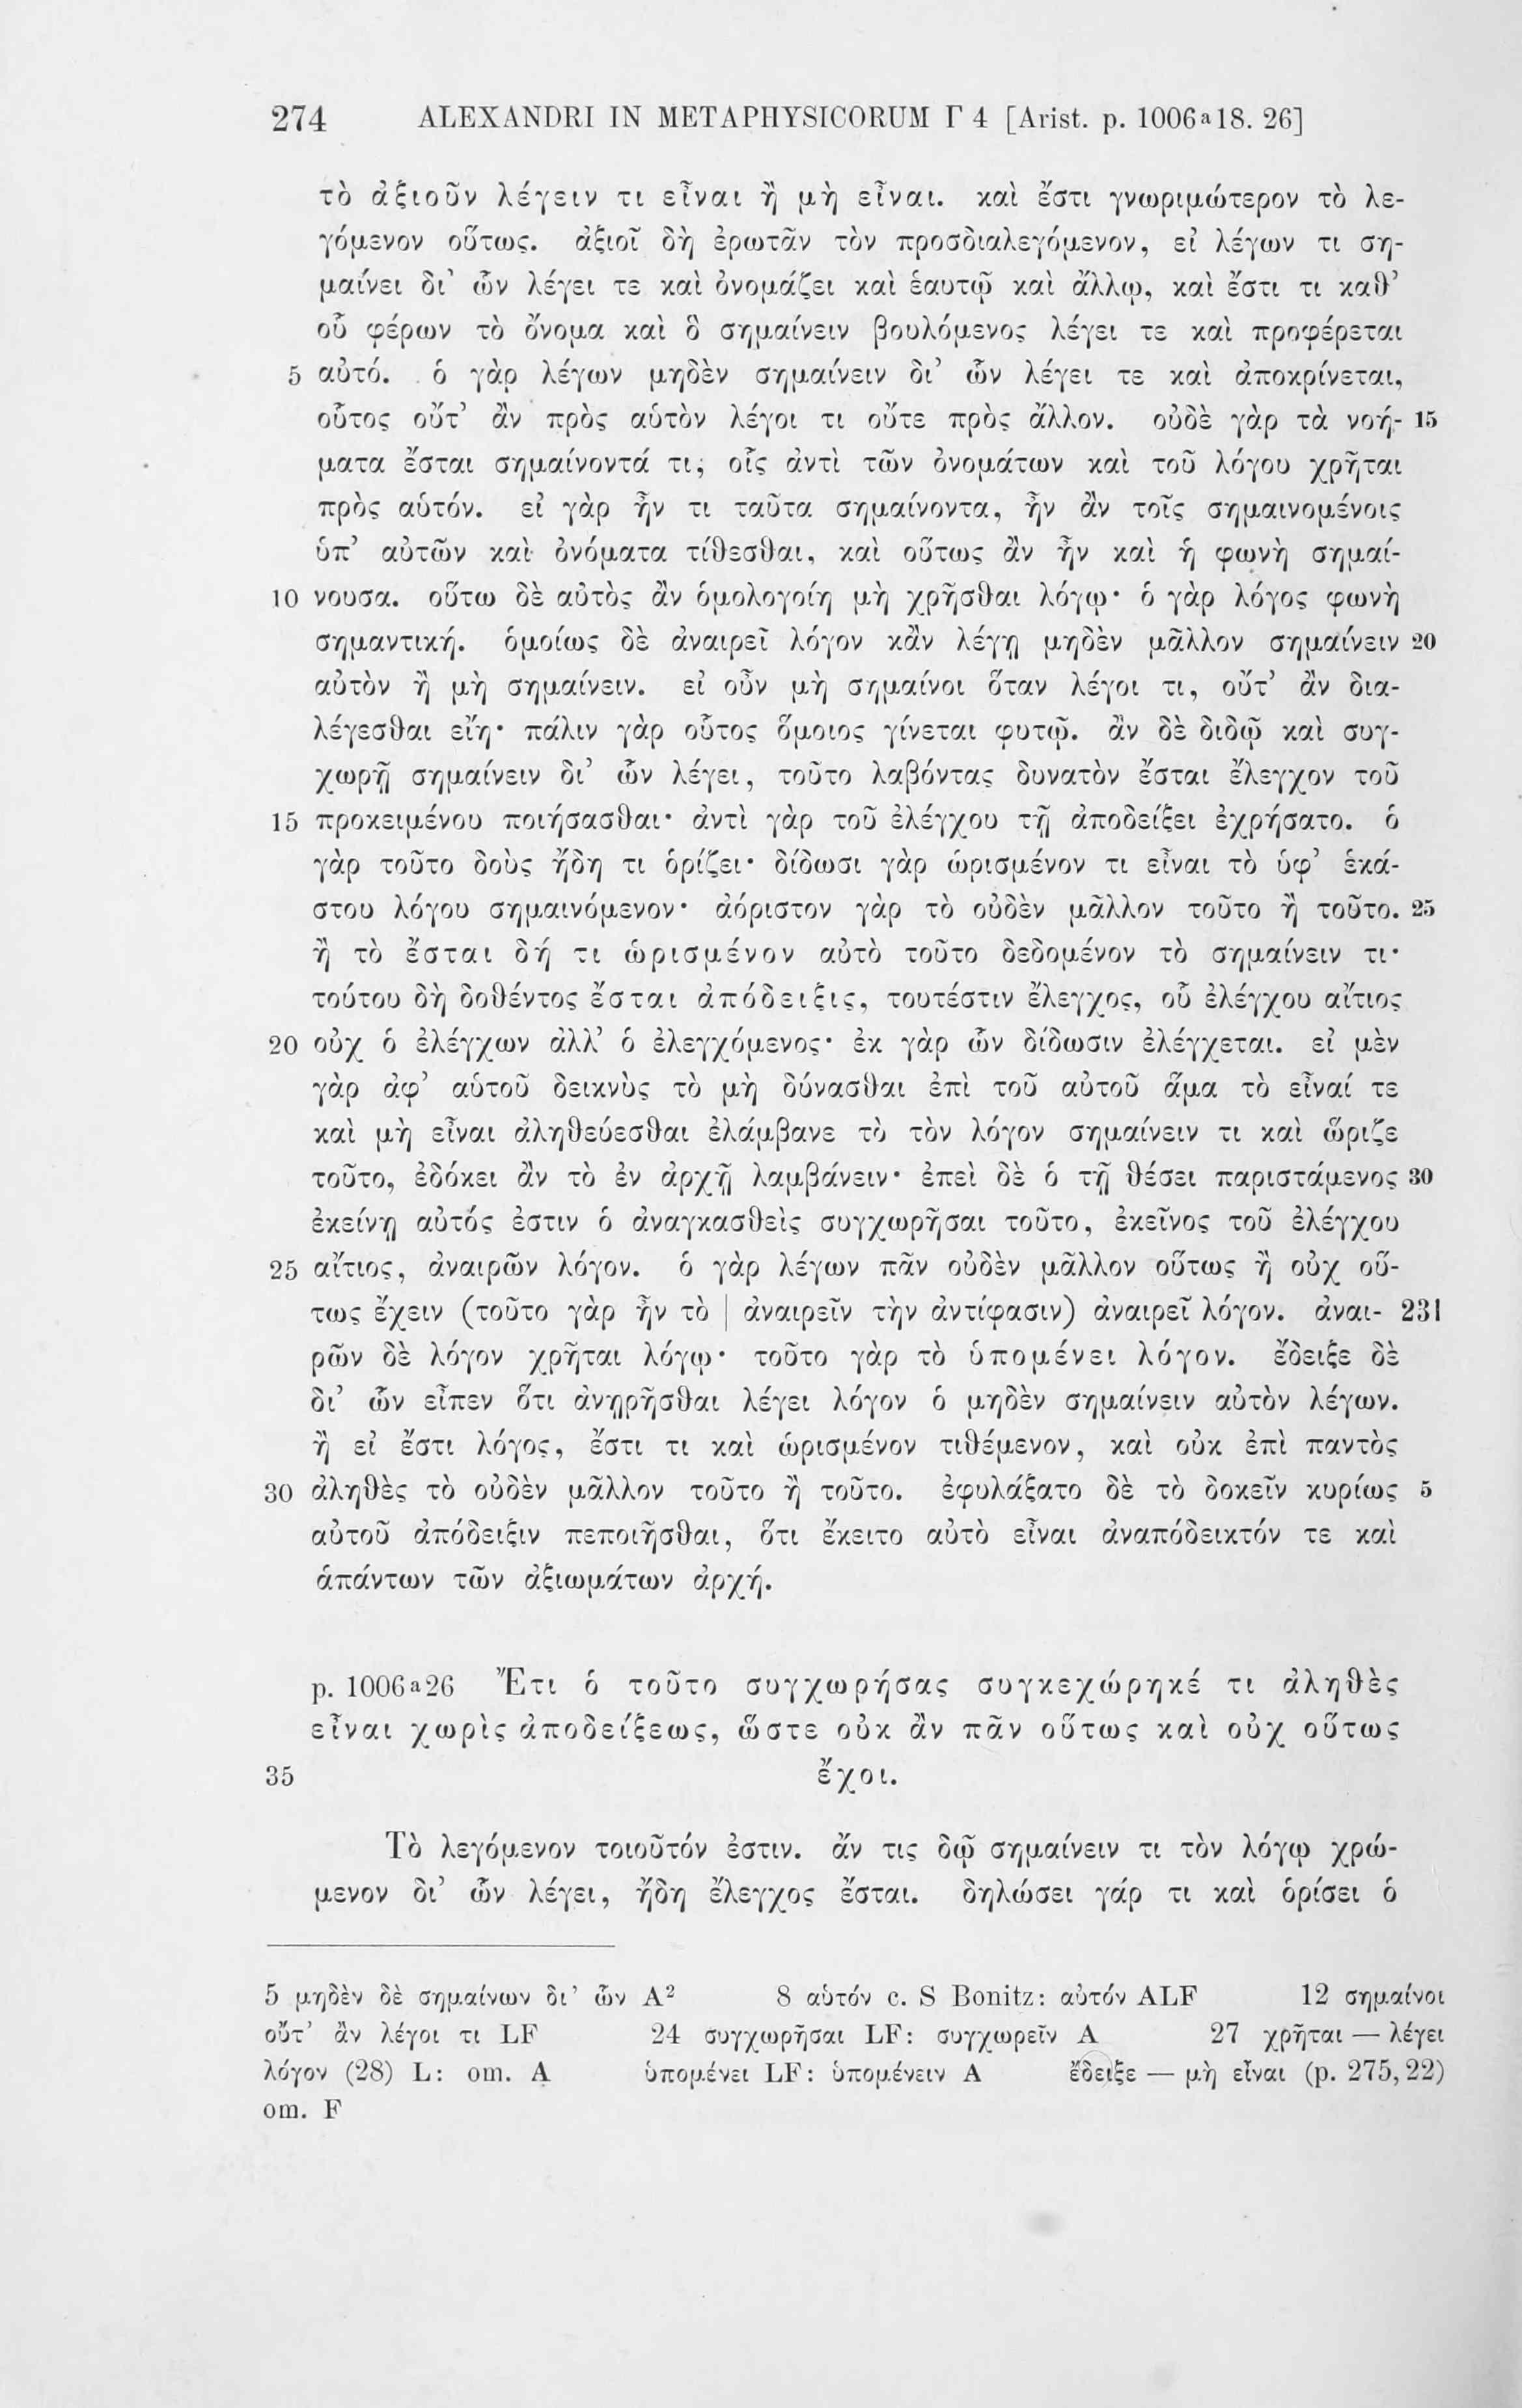 274 ALEXANDRI IN METAPHYSICORUM Γ 4 [Arist. p. 1006ᵃ18. 26]
τὸ ἀξιοῦν λέγειν τι εἶναι ἢ μὴ εἶναι. καὶ ἔστι γνωριμώτερον τὸ λε-
γόμενον οὕτως. ἀξιοῖ δὴ ἐρωτᾶν τὸν προσδιαλεγόμενον, εἰ λέγων τι ση-
μαίνει δι’ ὧν λέγει τε καὶ ὀνομάζει καὶ ἑαυτῷ καὶ ἄλλῳ, καὶ ἔστι τι καθ’
οὗ φέρων τὸ ὄνομα καὶ ὃ σημαίνειν βουλόμενος λέγει τε καὶ προφέρεται
5 αὐτό. ὁ γὰρ λέγων μηδὲν σημαίνειν δι’ ὧν λέγει τε καὶ ἀποκρίνεται,
οὗτος οὔτ’ ἂν πρὸς αὑτὸν λέγοι τι οὔτε πρὸς ἄλλον. οὐδὲ γὰρ τὰ νοή- 15
ματα ἔσται σημαίνοντά τι, οἷς ἀντὶ τῶν ὀνομάτων καὶ τοῦ λόγου χρῆται
πρὸς αὑτόν. εἰ γὰρ ἦν τι ταῦτα σημαίνοντα, ἦν ἂν τοῖς σημαινομένοις
ὑπ’ αὐτῶν καὶ ὀνόματα τίθεσθαι, καὶ οὕτως ἂν ἦν καὶ ἡ φωνὴ σημαί-
10 νουσα. οὕτω δὲ αὐτὸς ἂν ὁμολογοίη μὴ χρῆσθαι λόγῳ· ὁ γὰρ λόγος φωνὴ
σημαντική. ὁμοίως δὲ ἀναιρεῖ λόγον κἂν λέγῃ μηδὲν μᾶλλον σημαίνειν 20
αὐτὸν ἢ μὴ σημαίνειν. εἰ οὖν μὴ σημαίνοι ὅταν λέγοι τι, οὔτ’ ἂν δια-
λέγεσθαι εἴη· πάλιν γὰρ οὗτος ὅμοιος γίνεται φυτῷ. ἂν δὲ διδῷ καὶ συγ-
χωρῇ σημαίνειν δι’ ὧν λέγει, τοῦτο λαβόντας δυνατὸν ἔσται ἔλεγχον τοῦ
15 προκειμένου ποιήσασθαι· ἀντὶ γὰρ τοῦ ἐλέγχου τῇ ἀποδείξει ἐχρήσατο. ὁ
γὰρ τοῦτο δοὺς ἤδη τι ὁρίζει· δίδωσι γὰρ ὡρισμένον τι εἶναι τὸ ὑφ’ ἑκά-
στου λόγου σημαινόμενον· ἀόριστον γὰρ τὸ οὐδὲν μᾶλλον τοῦτο ἢ τοῦτο. 25
ἢ τὸ ἔσται δή τι ὡρισμένον αὐτὸ τοῦτο δεδομένον τὸ σημαίνειν τι·
τούτου δὴ δοθέντος ἔσται ἀπόδειξις, τουτέστιν ἔλεγχος, οὗ ἐλέγχου αἴτιος
20 οὐχ ὁ ἐλέγχων ἀλλ’ ὁ ἐλεγχόμενος· ἐκ γὰρ ὧν δίδωσιν ἐλέγχεται. εἰ μὲν
γὰρ ἀφ’ αὑτοῦ δεικνὺς τὸ μὴ δύνασθαι ἐπὶ τοῦ αὐτοῦ ἅμα τὸ εἶναί τε
καὶ μὴ εἶναι ἀληθεύεσθαι ἐλάμβανε τὸ τὸν λόγον σημαίνειν τι καὶ ὥριζε
τοῦτο, ἐδόκει ἂν τὸ ἐν ἀρχῇ λαμβάνειν· ἐπεὶ δὲ ὁ τῇ θέσει παριστάμενος 30
ἐκείνῃ αὐτός ἐστιν ὁ ἀναγκασθεὶς συγχωρῆσαι τοῦτο, ἐκεῖνος τοῦ ἐλέγχου
25 αἴτιος, ἀναιρῶν λόγον. ὁ γὰρ λέγων πᾶν οὐδὲν μᾶλλον οὕτως ἢ οὐχ οὕ-
τως ἔχειν (τοῦτο γὰρ ἦν τὸ | ἀναιρεῖν τὴν ἀντίφασιν) ἀναιρεῖ λόγον. ἀναι- 231
ρῶν δὲ λόγον χρῆται λόγῳ· τοῦτο γὰρ τὸ ὑπομένει λόγον. ἔδειξε δὲ
δι’ ὧν εἶπεν ὅτι ἀνῃρῆσθαι λέγει λόγον ὁ μηδὲν σημαίνειν αὐτὸν λέγων.
ἢ εἰ ἔστι λόγος, ἔστι τι καὶ ὡρισμένον τιθέμενον, καὶ οὐκ ἐπὶ παντὸς
30 ἀληθὲς τὸ οὐδὲν μᾶλλον τοῦτο ἢ τοῦτο. ἐφυλάξατο δὲ τὸ δοκεῖν κυρίως 5
αὐτοῦ ἀπόδειξιν πεποιῆσθαι, ὅτι ἔκειτο αὐτὸ εἶναι ἀναπόδεικτόν τε καὶ
ἁπάντων τῶν ἀξιωμάτων ἀρχή.
p. 1006ᵃ26 Ἔτι ὁ τοῦτο συγχωρήσας συγκεχώρηκέ τι ἀληθὲς
εἶναι χωρὶς ἀποδείξεως, ὥστε οὐκ ἂν πᾶν οὕτως καὶ οὐχ οὕτως
35 ἔχοι.
Τὸ λεγόμενον τοιοῦτόν ἐστιν. ἄν τις δῷ σημαίνειν τι τὸν λόγῳ χρώ-
μενον δι’ ὧν λέγει, ἤδη ἔλεγχος ἔσται. δηλώσει γάρ τι καὶ ὁρίσει ὁ
5 μηδὲν δὲ σημαίνων δι’ ὧν A² 8 αὑτόν c. S Bonitz: αὐτόν ALF 12 σημαίνοι
οὔτ’ ἂν λέγοι τι LF 24 συγχωρῆσαι LF: συγχωρεῖν A 27 χρῆται — λέγει
λόγον (28) L: om. A ὑπομένει LF: ὑπομένειν A ἔδειξε — μὴ εἶναι (p. 275,22)
om. F